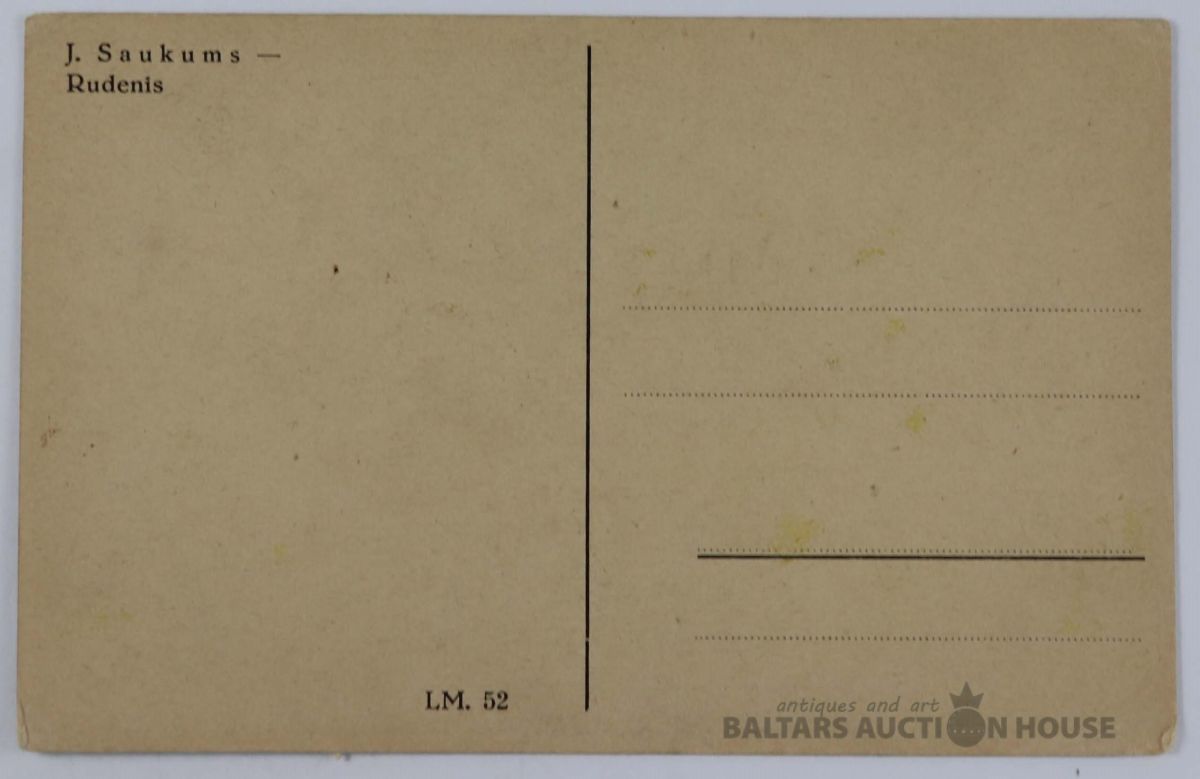 J. Saukums —
Rudenis
LM. 52
antiques and art
BALTARS AUCTION HOUSE